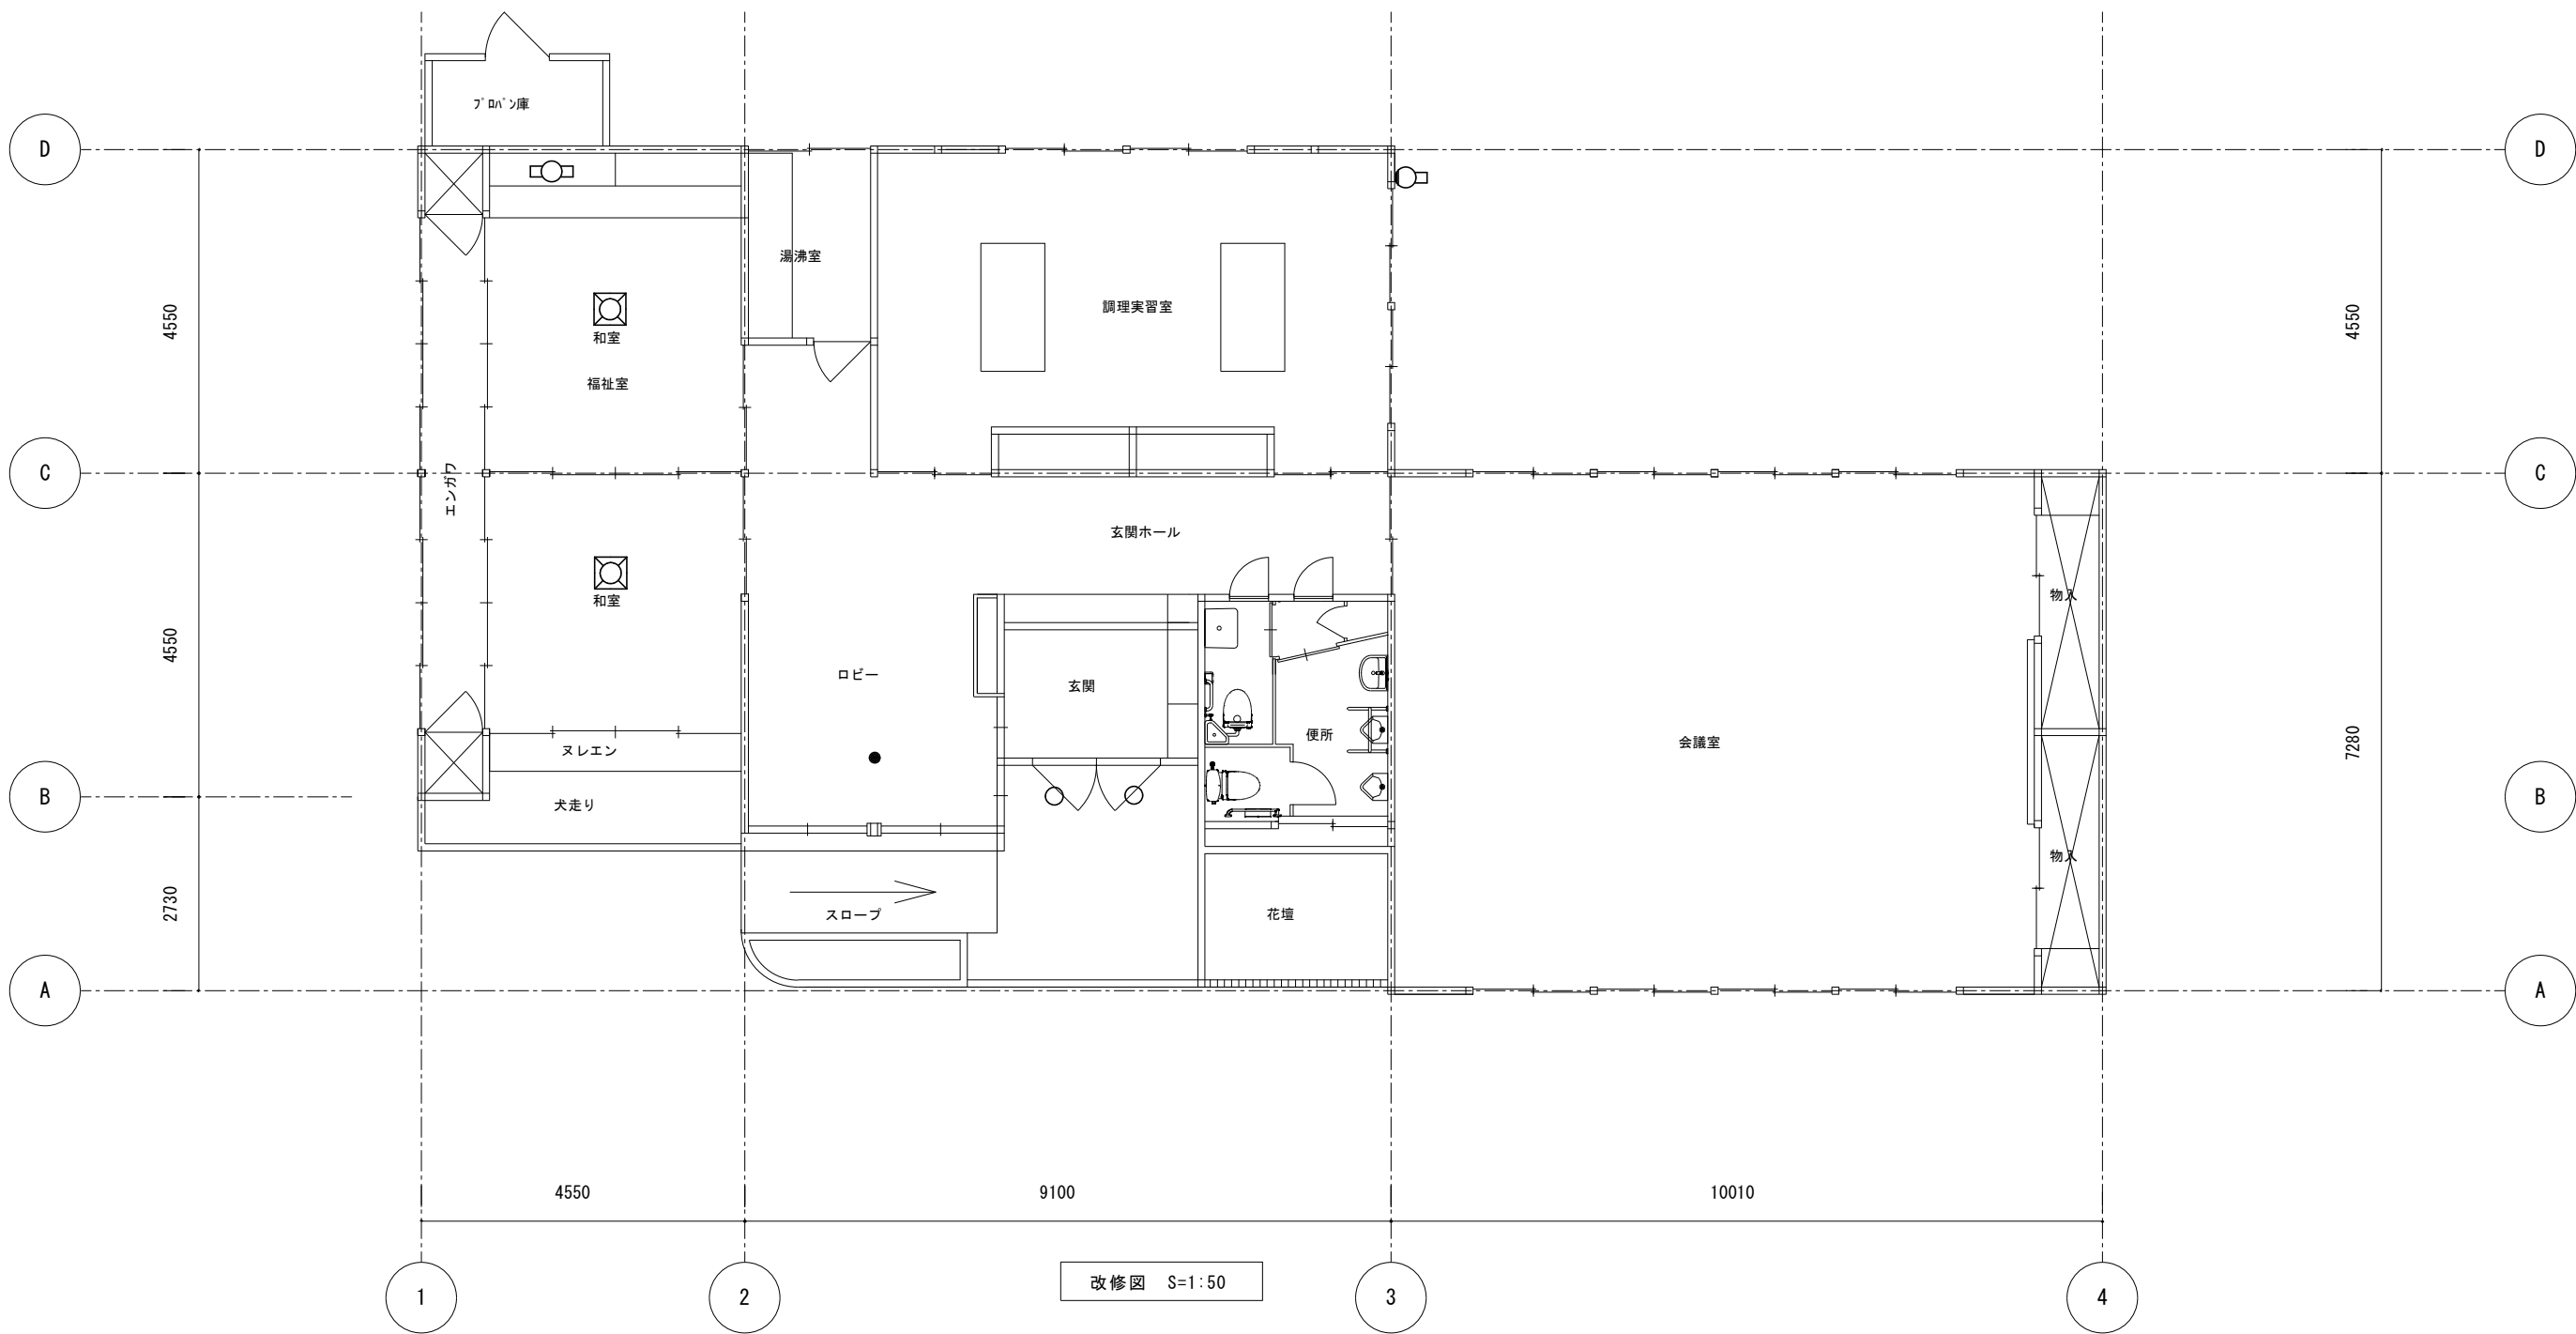 ﾌﾟﾛﾊﾟﾝ庫
D
D
湯沸室
調理実習室
4550
4550
和室
福祉室
C
C
エンガワ
玄関ホール
和室
物入
4550
ロビー
玄関
便所
会議室
7280
ヌレエン
B
犬走り
B
物入
2730
スロープ
花壇
A
A
4550
9100
10010
改修図 S=1:50
1
2
3
4